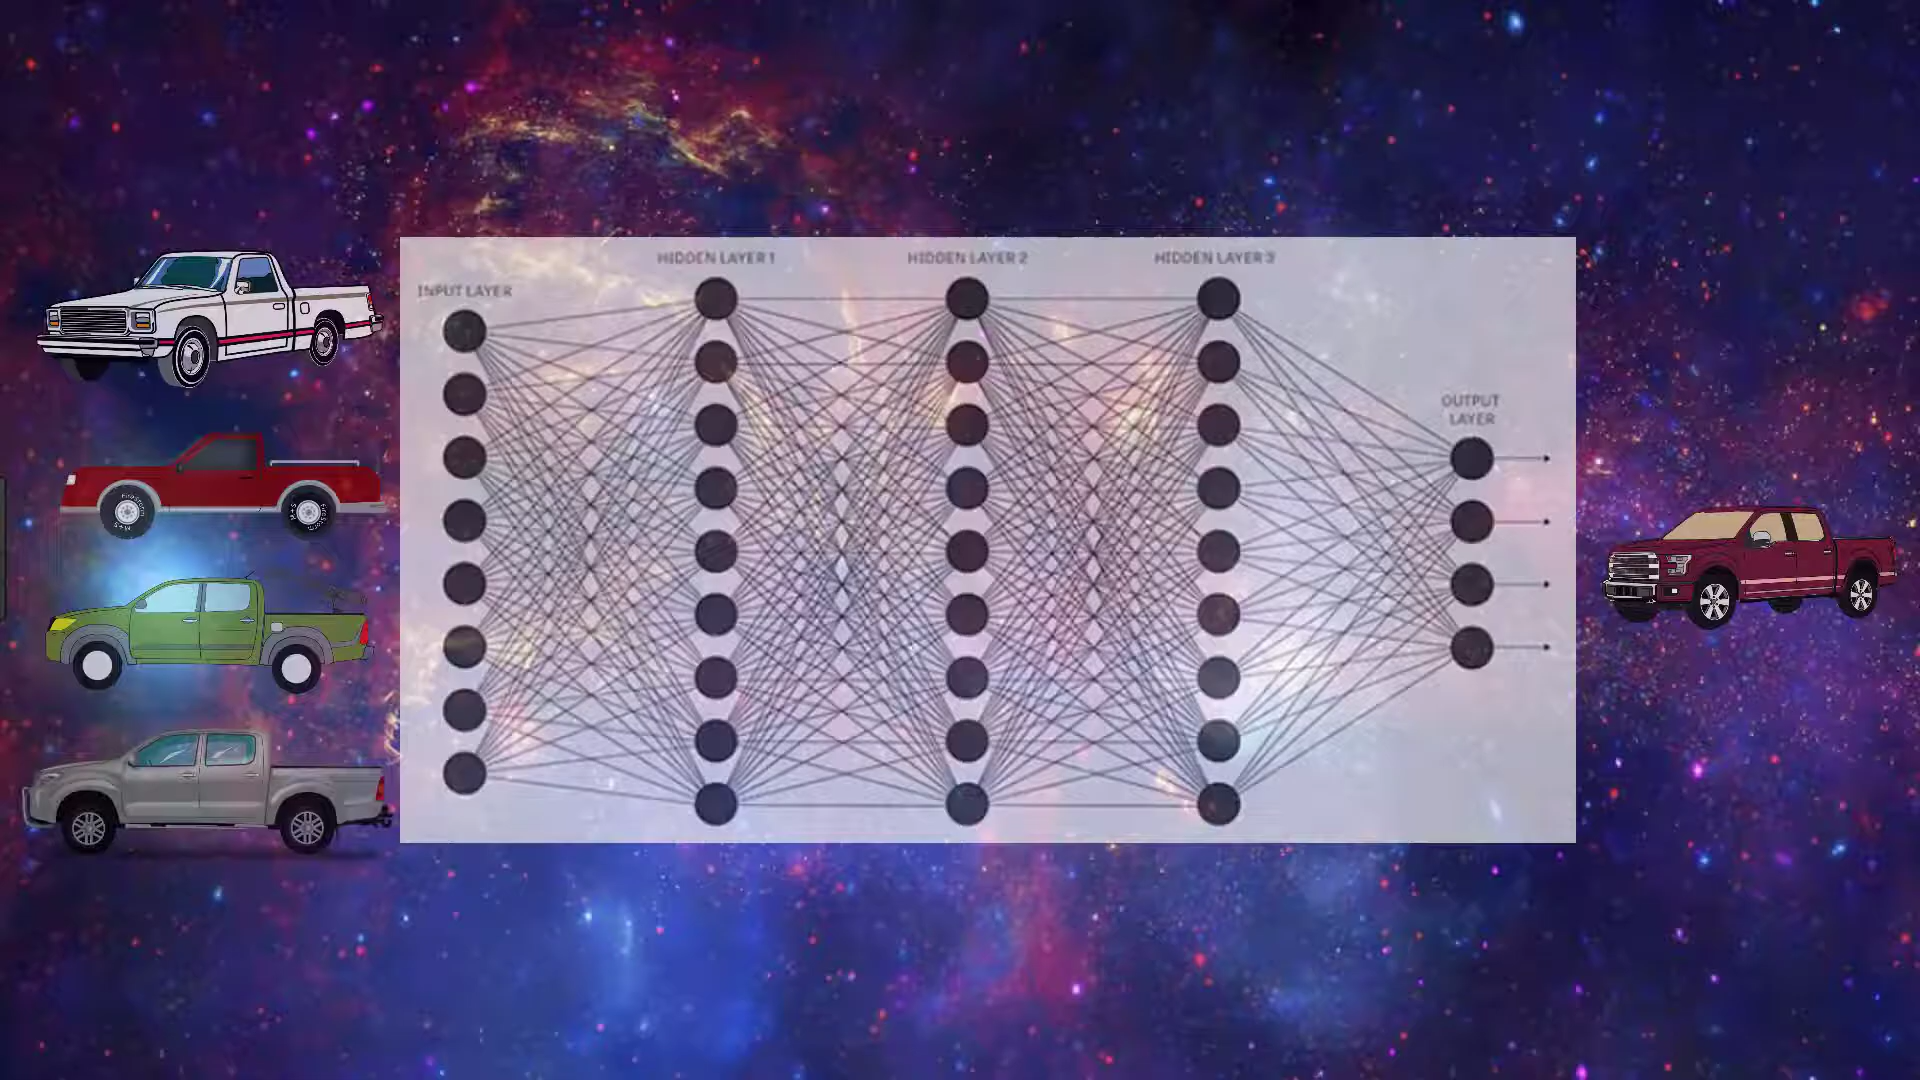 HIDDEN LAYER 1
HIDDEN LAYER 2
HIDDEN LAYER 3
INPUT LAYER
OUTPUT
LAYER